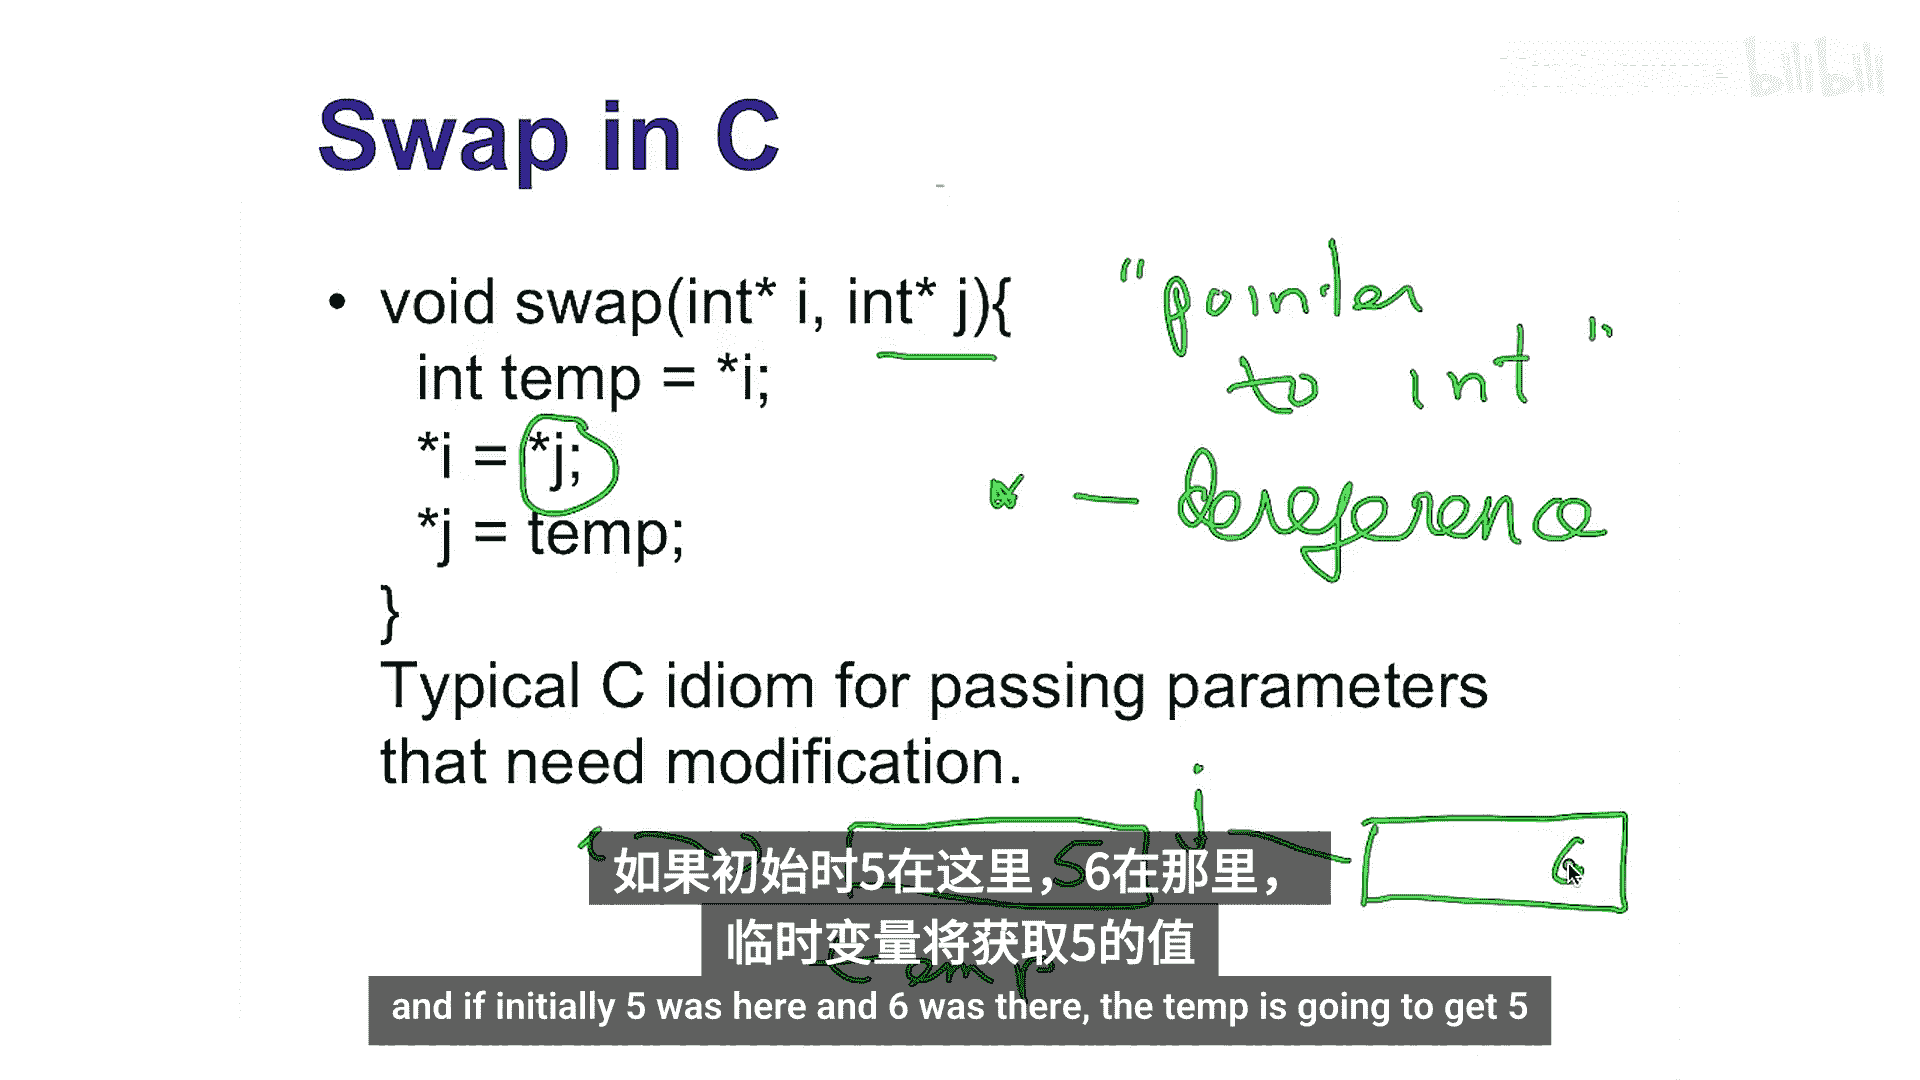 bilibili
Swap in C
• void swap(int* i, int* j){
int temp = *i;
*i = *j;
*j = temp;
}
"pointer
to int"
* — dereference
Typical C idiom for passing parameters
that need modification.
i 5 j 6
temp
如果初始时5在这里，6在那里，
临时变量将获取5的值
and if initially 5 was here and 6 was there, the temp is going to get 5